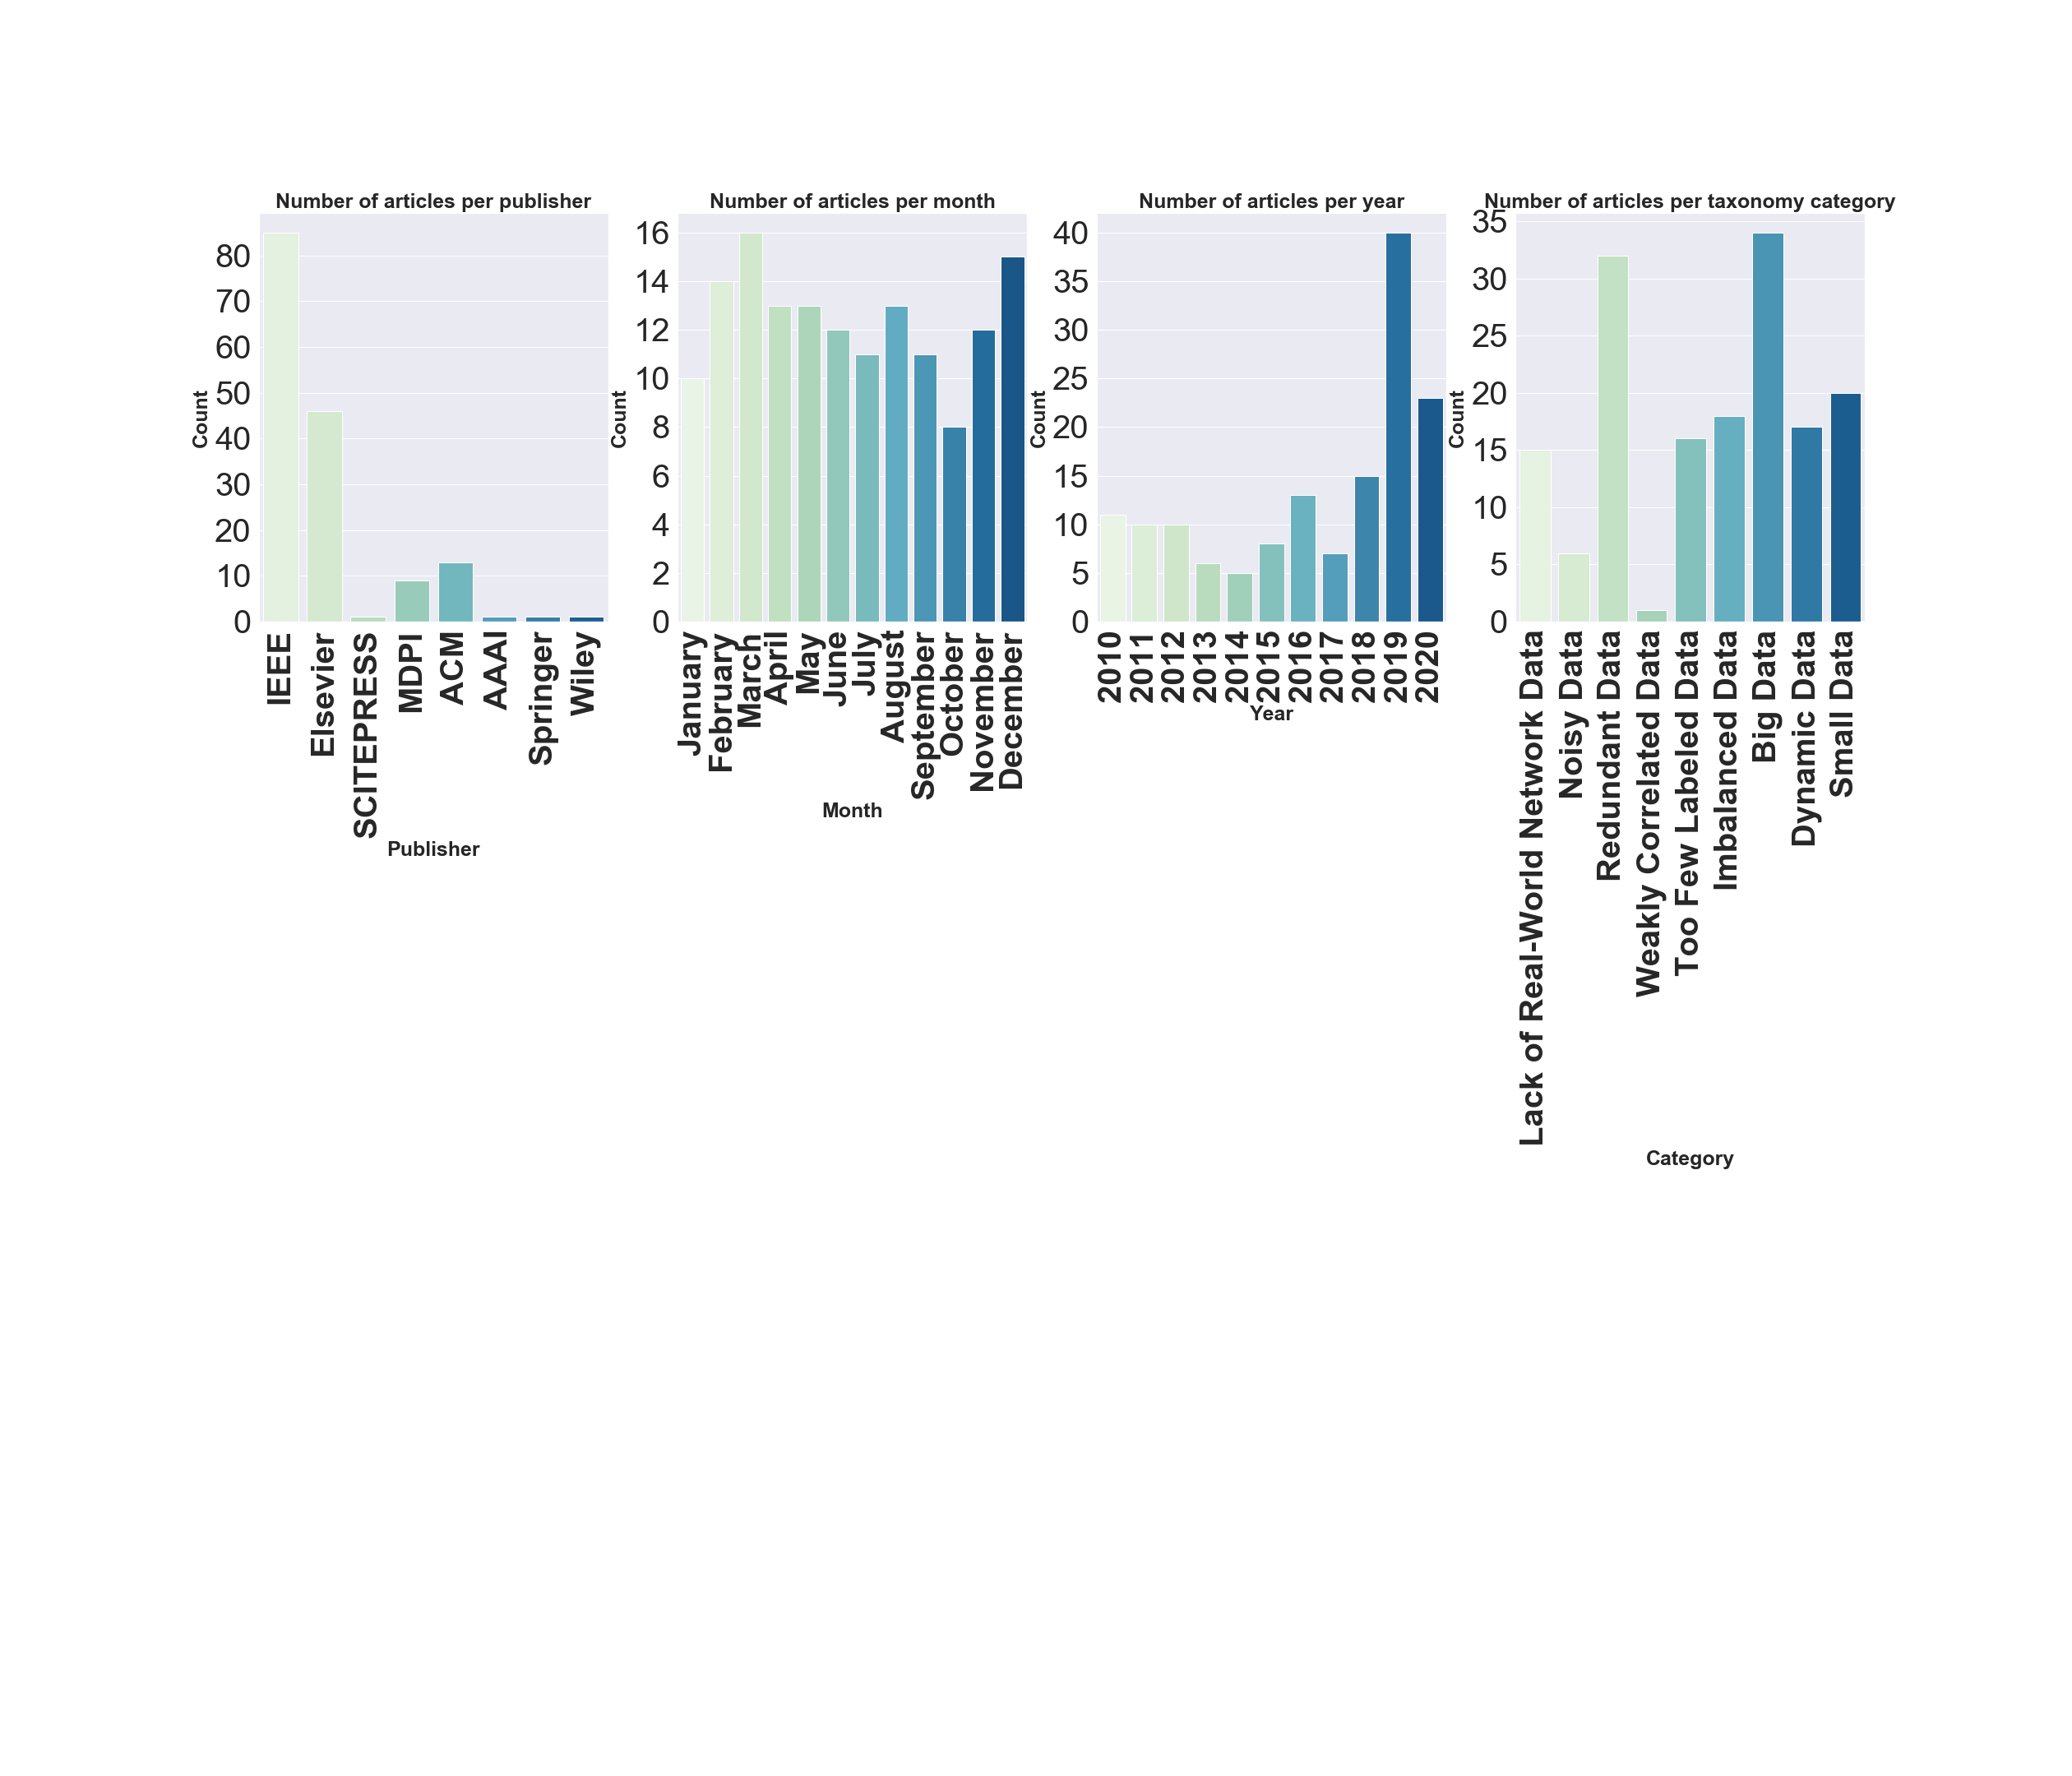 Number of articles per publisher
Count
80
70
60
50
40
30
20
10
0
IEEE
Elsevier
SCITEPRESS
MDPI
ACM
AAAI
Springer
Wiley
Publisher
Number of articles per month
Count
16
14
12
10
8
6
4
2
0
January
February
March
April
May
June
July
August
September
October
November
December
Month
Number of articles per year
Count
40
35
30
25
20
15
10
5
0
2010
2011
2012
2013
2014
2015
2016
2017
2018
2019
2020
Year
Number of articles per taxonomy category
Count
35
30
25
20
15
10
5
0
Lack of Real-World Network Data
Noisy Data
Redundant Data
Weakly Correlated Data
Too Few Labeled Data
Imbalanced Data
Big Data
Dynamic Data
Small Data
Category